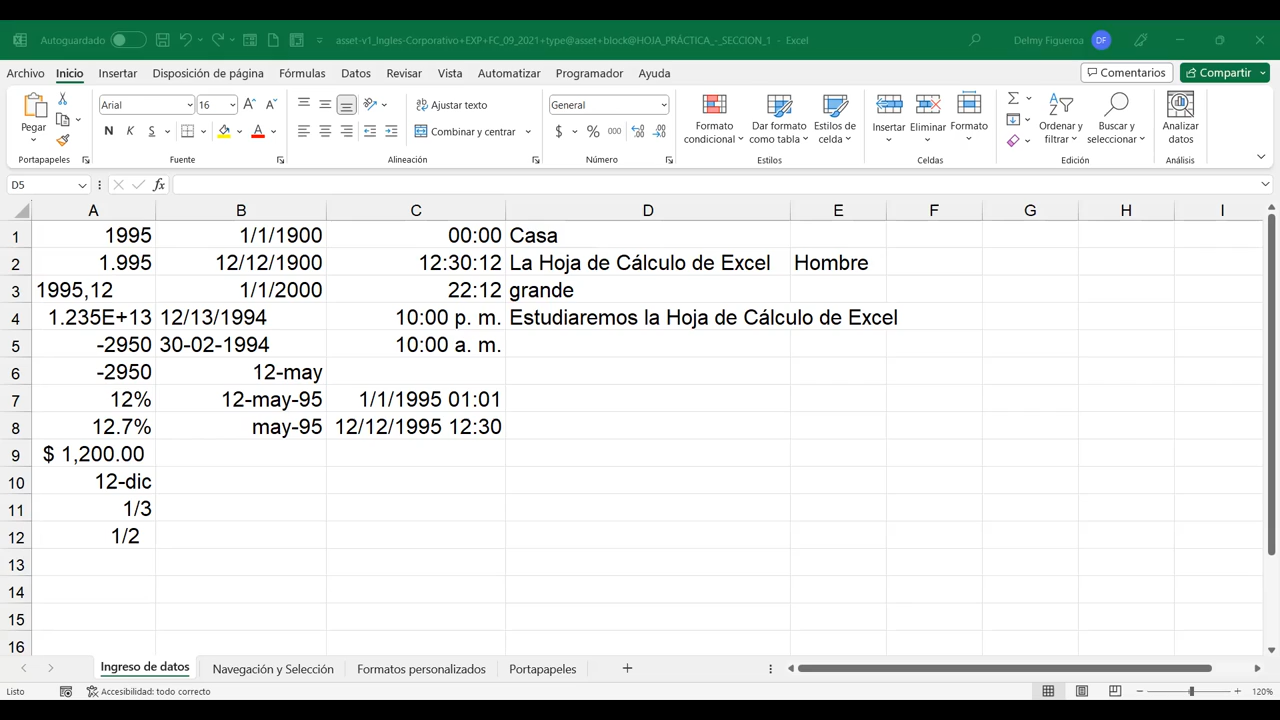 Autoguardado asset-v1_Ingles-Corporativo+EXP+FC_09_2021+type@asset+block@HOJA_PRÁCTICA_-_SECCION_1 - Excel Delmy Figueroa DF
Archivo Inicio Insertar Disposición de página Fórmulas Datos Revisar Vista Automatizar Programador Ayuda Comentarios Compartir
Pegar Arial 16 Ajustar texto General Formato condicional Dar formato como tabla Estilos de celda Insertar Eliminar Formato Ordenar y filtrar Buscar y seleccionar Analizar datos
N K S Combinar y centrar $ % 000
Portapapeles Fuente Alineación Número Estilos Celdas Edición Análisis
D5 fx
A B C D E F G H I
1 1995 1/1/1900 00:00 Casa
2 1.995 12/12/1900 12:30:12 La Hoja de Cálculo de Excel Hombre
3 1995,12 1/1/2000 22:12 grande
4 1.235E+13 12/13/1994 10:00 p. m. Estudiaremos la Hoja de Cálculo de Excel
5 -2950 30-02-1994 10:00 a. m.
6 -2950 12-may
7 12% 12-may-95 1/1/1995 01:01
8 12.7% may-95 12/12/1995 12:30
9 $ 1,200.00
10 12-dic
11 1/3
12 1/2
13
14
15
16
Ingreso de datos Navegación y Selección Formatos personalizados Portapapeles
Listo Accesibilidad: todo correcto 120%